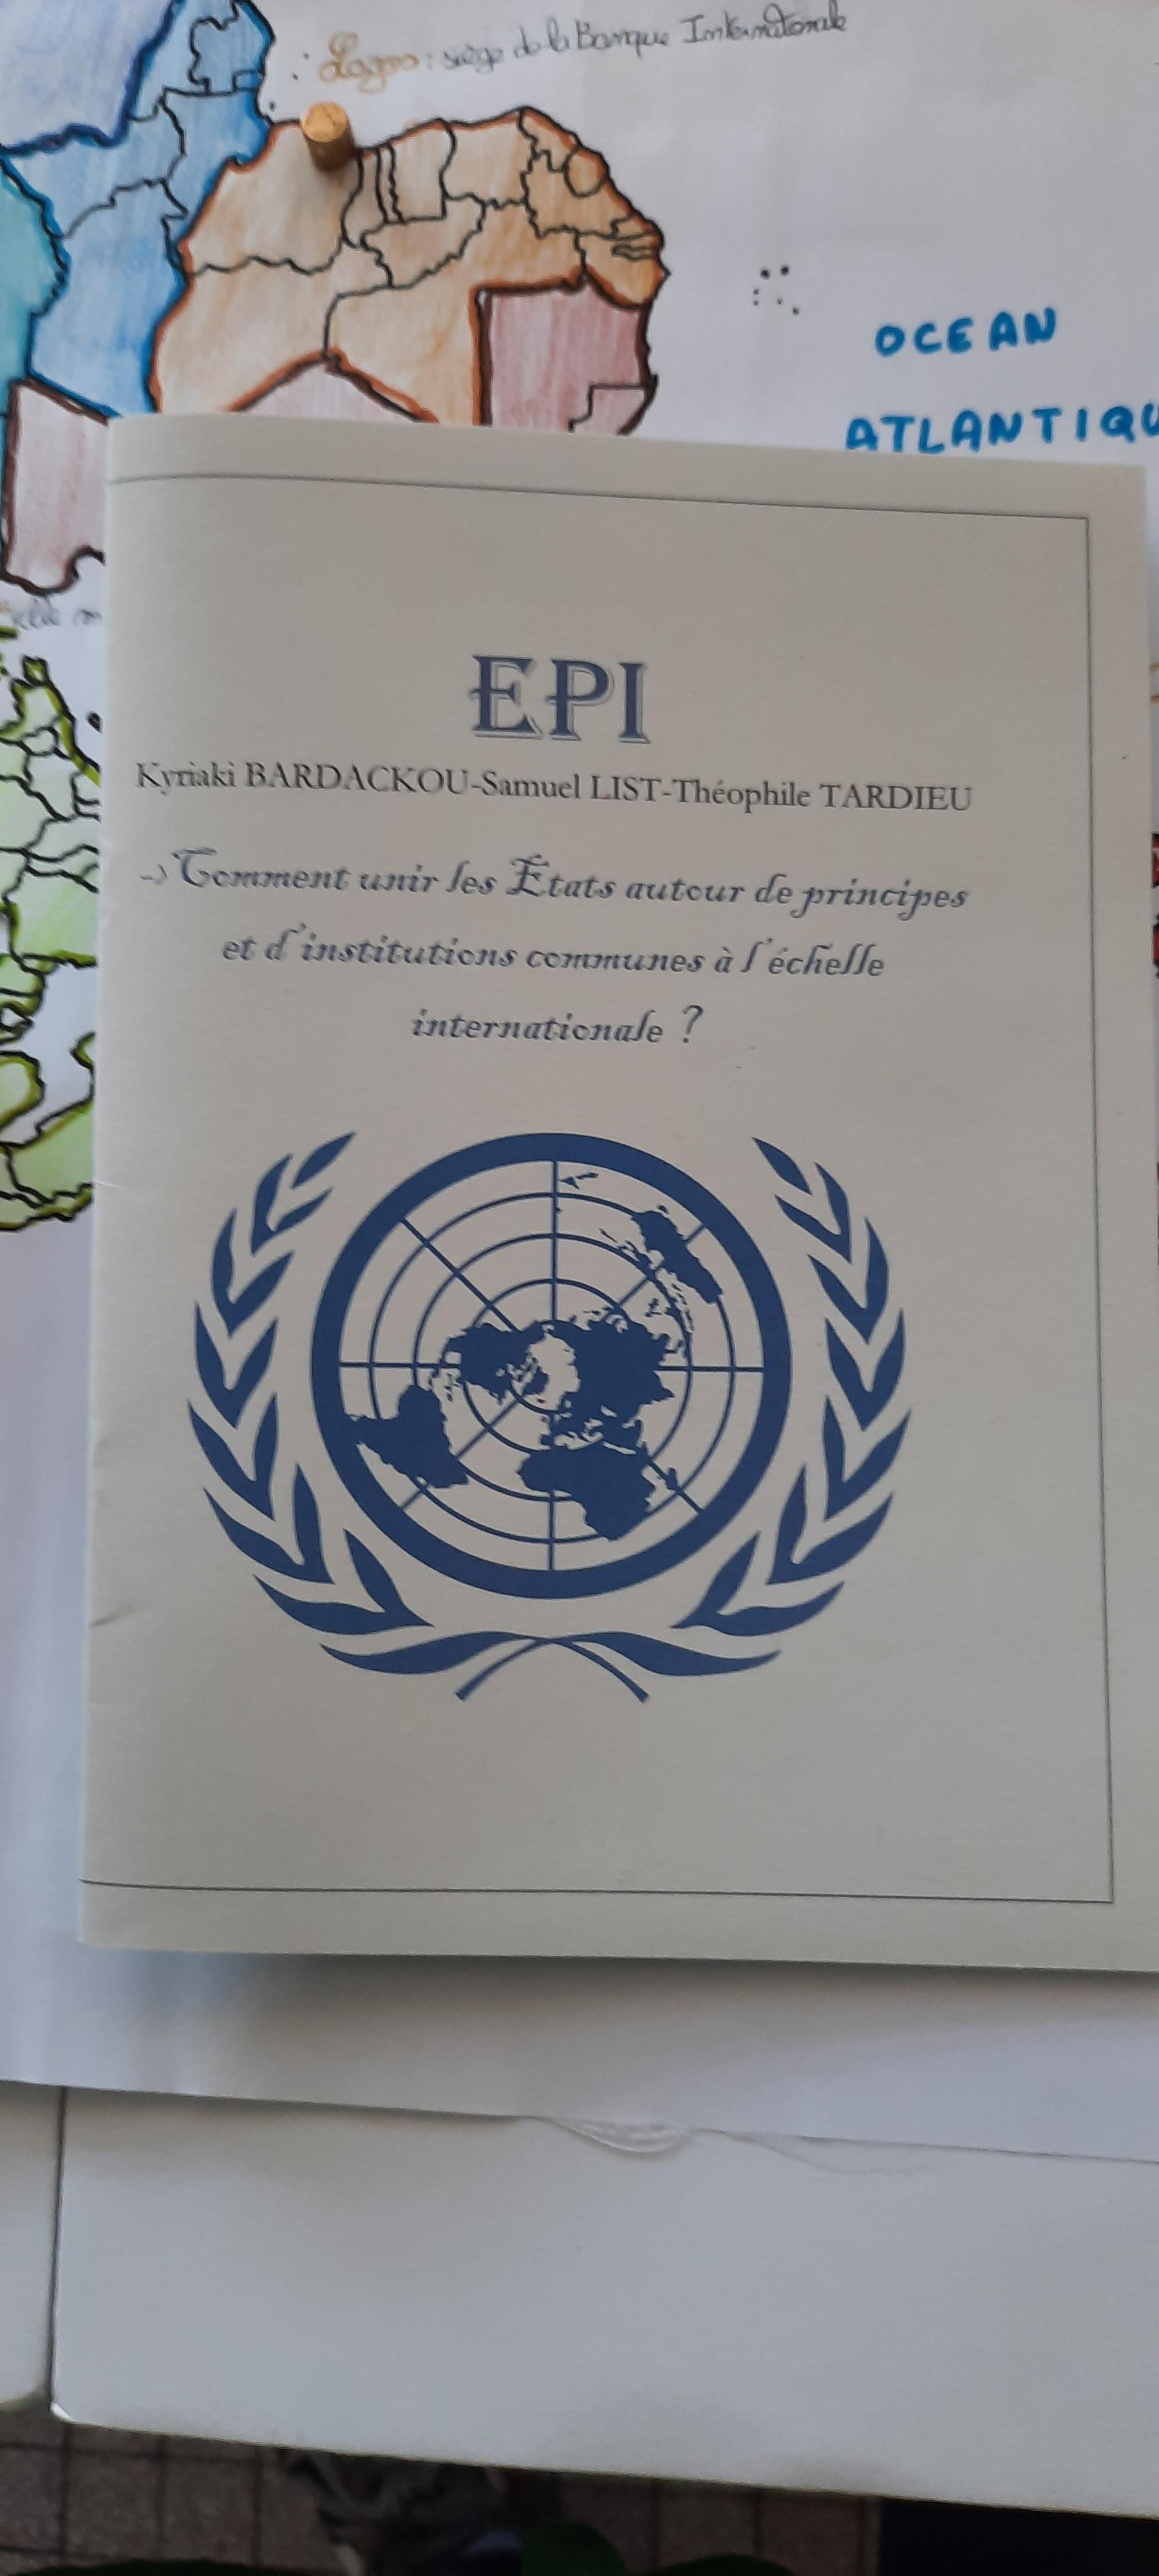 Lagos : siège de la Banque Internationale
OCEAN
ATLANTIQU
EPI
Kyriaki BARDACKOU-Samuel LIST-Théophile TARDIEU
-> Comment unir les États autour de principes
et d'institutions communes à l'échelle
internationale ?